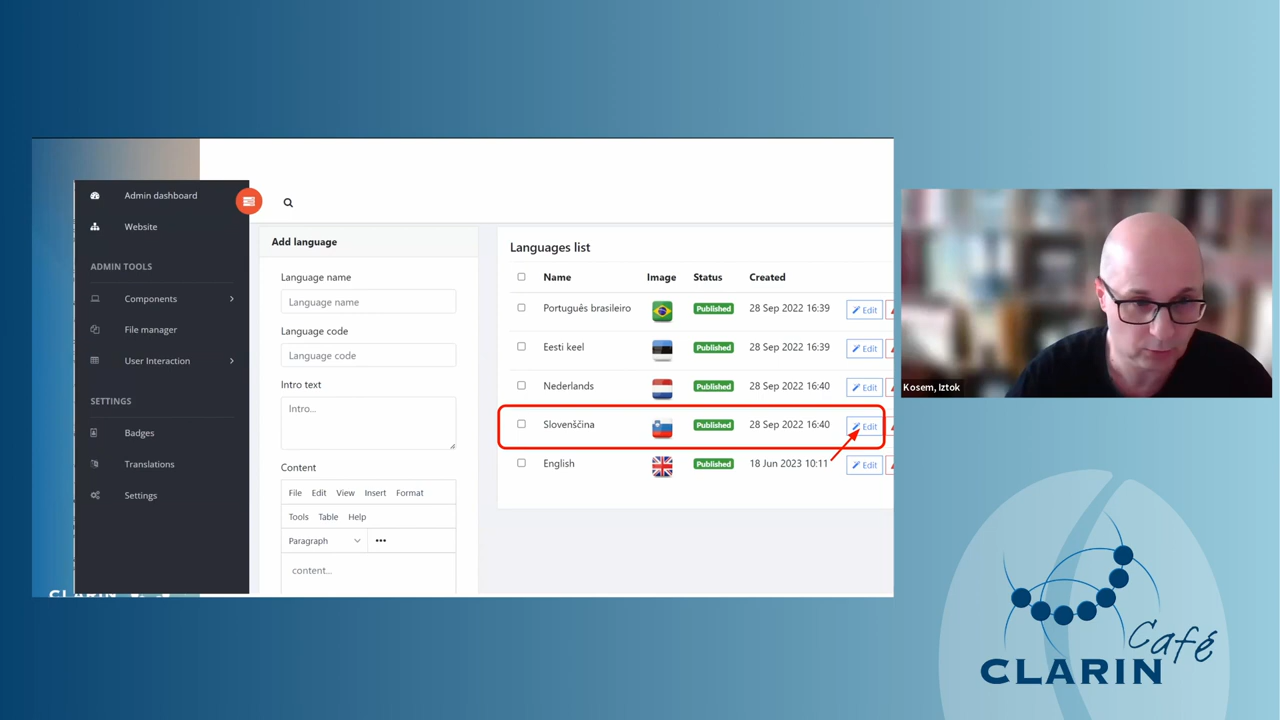 Admin dashboard
Website
ADMIN TOOLS
Components
File manager
User Interaction
SETTINGS
Badges
Translations
Settings
Add language
Language name
Language name
Language code
Language code
Intro text
Intro...
Content
File Edit View Insert Format
Tools Table Help
Paragraph •••
content...
Languages list
Name Image Status Created
Português brasileiro Published 28 Sep 2022 16:39 Edit
Eesti keel Published 28 Sep 2022 16:39 Edit
Nederlands Published 28 Sep 2022 16:40 Edit
Slovenščina Published 28 Sep 2022 16:40 Edit
English Published 18 Jun 2023 10:11 Edit
Kosem, Iztok
Café
CLARIN